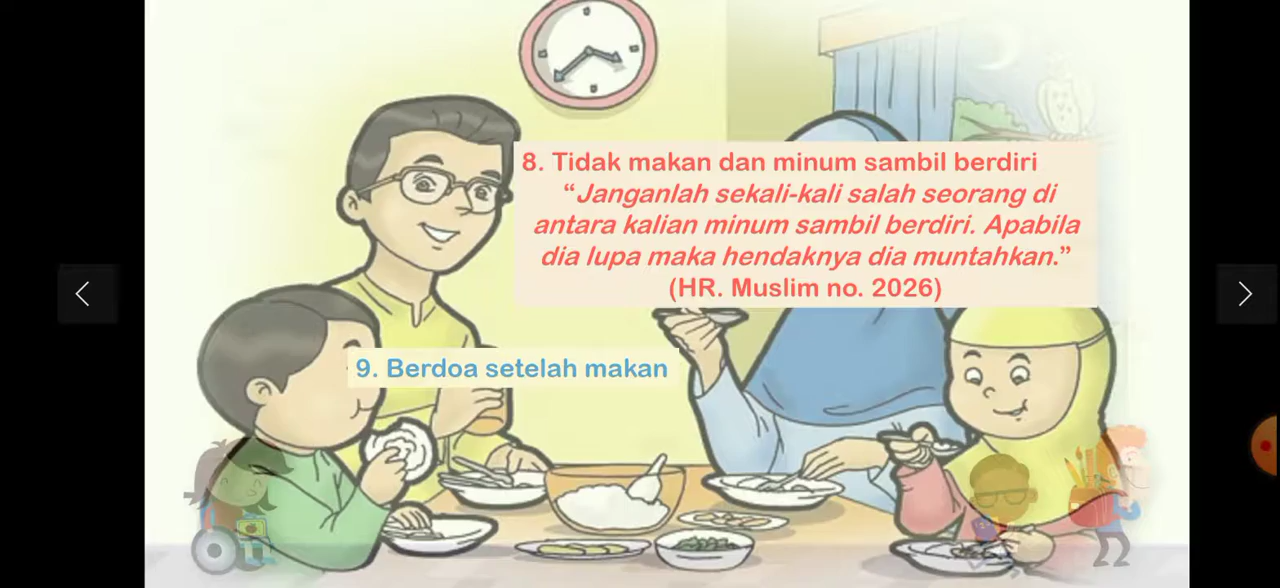 8. Tidak makan dan minum sambil berdiri
“Janganlah sekali-kali salah seorang di
antara kalian minum sambil berdiri. Apabila
dia lupa maka hendaknya dia muntahkan.”
(HR. Muslim no. 2026)
9. Berdoa setelah makan